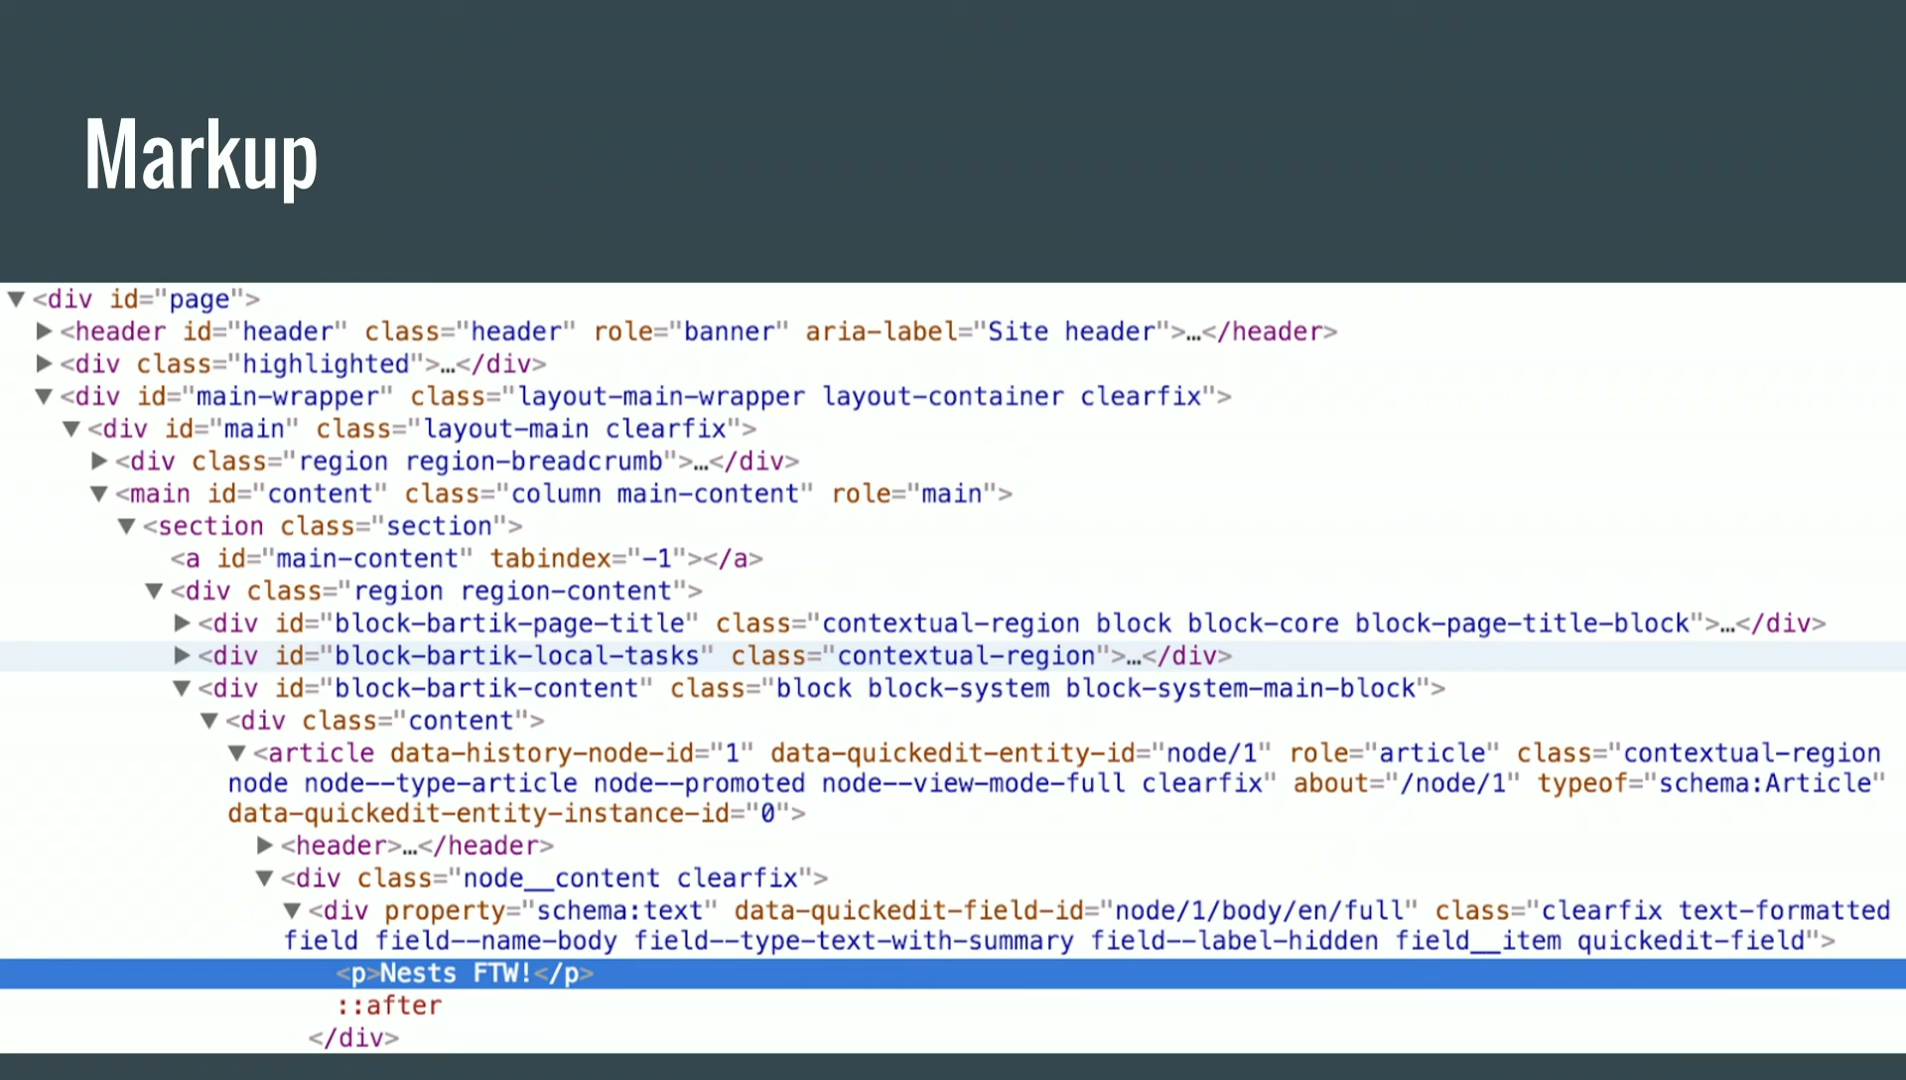 Markup
▼<div id="page">
▶<header id="header" class="header" role="banner" aria-label="Site header">…</header>
▶<div class="highlighted">…</div>
▼<div id="main-wrapper" class="layout-main-wrapper layout-container clearfix">
▼<div id="main" class="layout-main clearfix">
▶<div class="region region-breadcrumb">…</div>
▼<main id="content" class="column main-content" role="main">
▼<section class="section">
<a id="main-content" tabindex="-1"></a>
▼<div class="region region-content">
▶<div id="block-bartik-page-title" class="contextual-region block block-core block-page-title-block">…</div>
▶<div id="block-bartik-local-tasks" class="contextual-region">…</div>
▼<div id="block-bartik-content" class="block block-system block-system-main-block">
▼<div class="content">
▼<article data-history-node-id="1" data-quickedit-entity-id="node/1" role="article" class="contextual-region
node node--type-article node--promoted node--view-mode-full clearfix" about="/node/1" typeof="schema:Article"
data-quickedit-entity-instance-id="0">
▶<header>…</header>
▼<div class="node__content clearfix">
▼<div property="schema:text" data-quickedit-field-id="node/1/body/en/full" class="clearfix text-formatted
field field--name-body field--type-text-with-summary field--label-hidden field__item quickedit-field">
<p>Nests FTW!</p>
::after
</div>